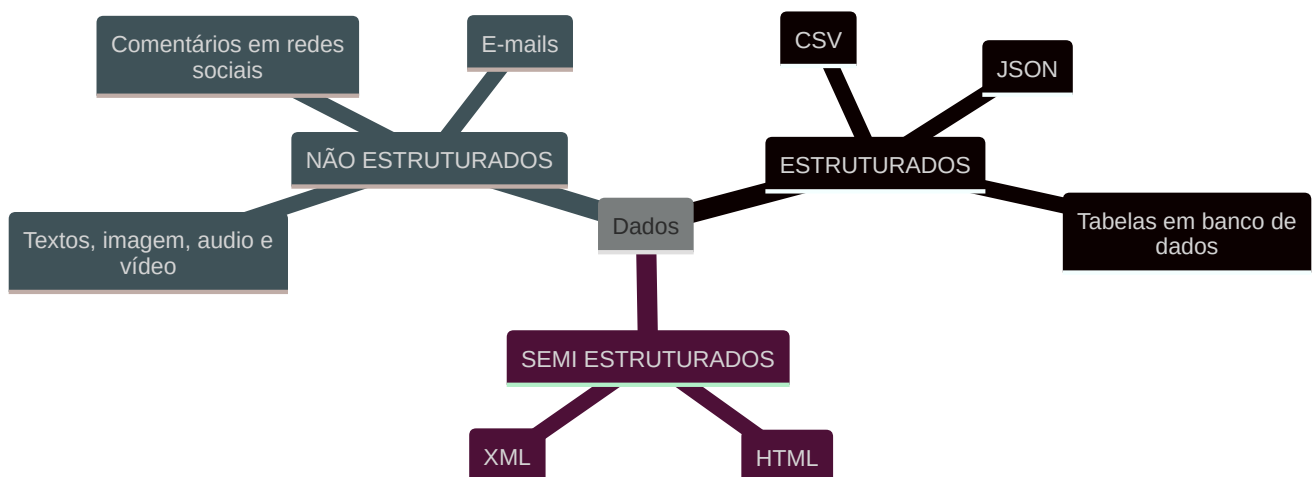 Comentários em redes
sociais
E-mails
CSV
JSON
NÃO ESTRUTURADOS
ESTRUTURADOS
Textos, imagem, audio e
vídeo
Dados
Tabelas em banco de
dados
SEMI ESTRUTURADOS
XML
HTML